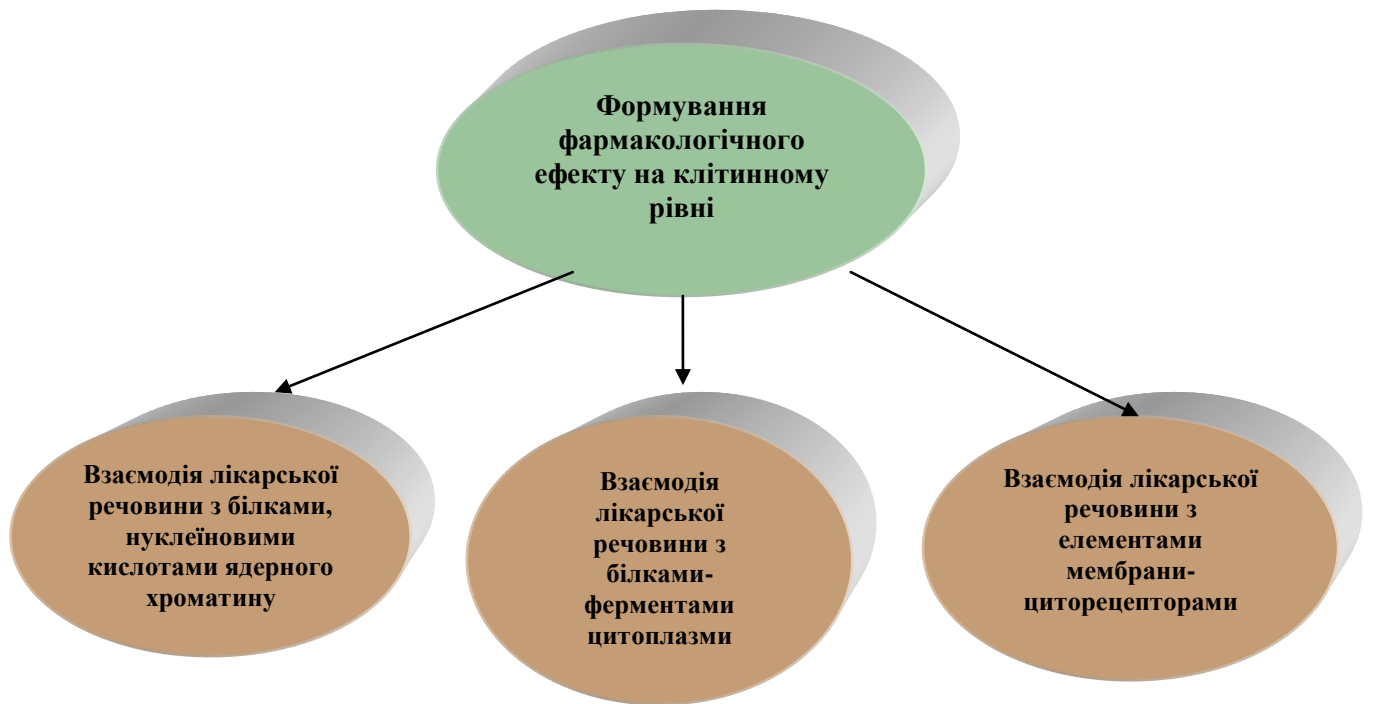 Формування
фармакологічного
ефекту на клітинному
рівні
Взаємодія лікарської
речовини з білками,
нуклеїновими
кислотами ядерного
хроматину
Взаємодія
лікарської
речовини з
білками-
ферментами
цитоплазми
Взаємодія лікарської
речовини з
елементами
мембрани-
циторецепторами